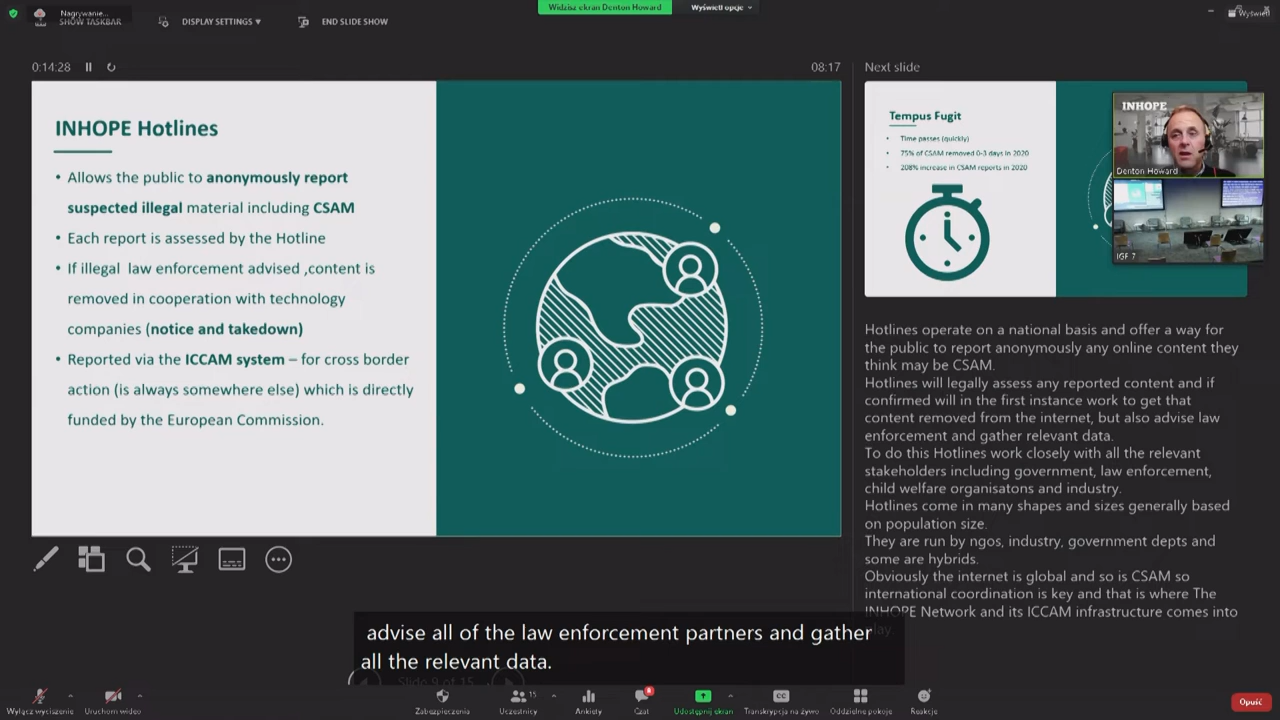 Nagrywanie...
SHOW TASKBAR
DISPLAY SETTINGS ▾
END SLIDE SHOW
Widzisz ekran Denton Howard
Wyświetl opcje
Wyświetl
0:14:28
08:17
Next slide
INHOPE Hotlines
• Allows the public to anonymously report
suspected illegal material including CSAM
• Each report is assessed by the Hotline
• If illegal law enforcement advised ,content is
removed in cooperation with technology
companies (notice and takedown)
• Reported via the ICCAM system – for cross border
action (is always somewhere else) which is directly
funded by the European Commission.
Tempus Fugit
• Time passes (quickly)
• 75% of CSAM removed 0-3 days in 2020
• 208% increase in CSAM reports in 2020
INHOPE
Denton Howard
IGF 7
Hotlines operate on a national basis and offer a way for
the public to report anonymously any online content they
think may be CSAM.
Hotlines will legally assess any reported content and if
confirmed will in the first instance work to get that
content removed from the internet, but also advise law
enforcement and gather relevant data.
To do this Hotlines work closely with all the relevant
stakeholders including government, law enforcement,
child welfare organisatons and industry.
Hotlines come in many shapes and sizes generally based
on population size.
They are run by ngos, industry, government depts and
some are hybrids.
Obviously the internet is global and so is CSAM so
international coordination is key and that is where The
INHOPE Network and its ICCAM infrastructure comes into
play
advise all of the law enforcement partners and gather
all the relevant data.
Slide 9 of 15
Wyłącz wyciszenie
Uruchom wideo
Zabezpieczenia
15
Uczestnicy
Ankiety
8
Czat
Udostępnij ekran
CC
Transkrypcja na żywo
Oddzielne pokoje
Reakcje
Opuść